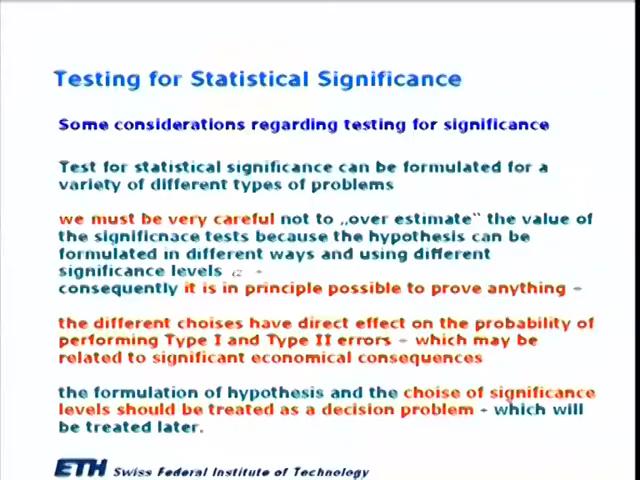 Testing for Statistical Significance
Some considerations regarding testing for significance
Test for statistical significance can be formulated for a
variety of different types of problems
we must be very careful not to „over estimate“ the value of
the significnace tests because the hypothesis can be
formulated in different ways and using different
significance levels α -
consequently it is in principle possible to prove anything -
the different choises have direct effect on the probability of
performing Type I and Type II errors - which may be
related to significant economical consequences
the formulation of hypothesis and the choise of significance
levels should be treated as a decision problem - which will
be treated later.
ETH Swiss Federal Institute of Technology